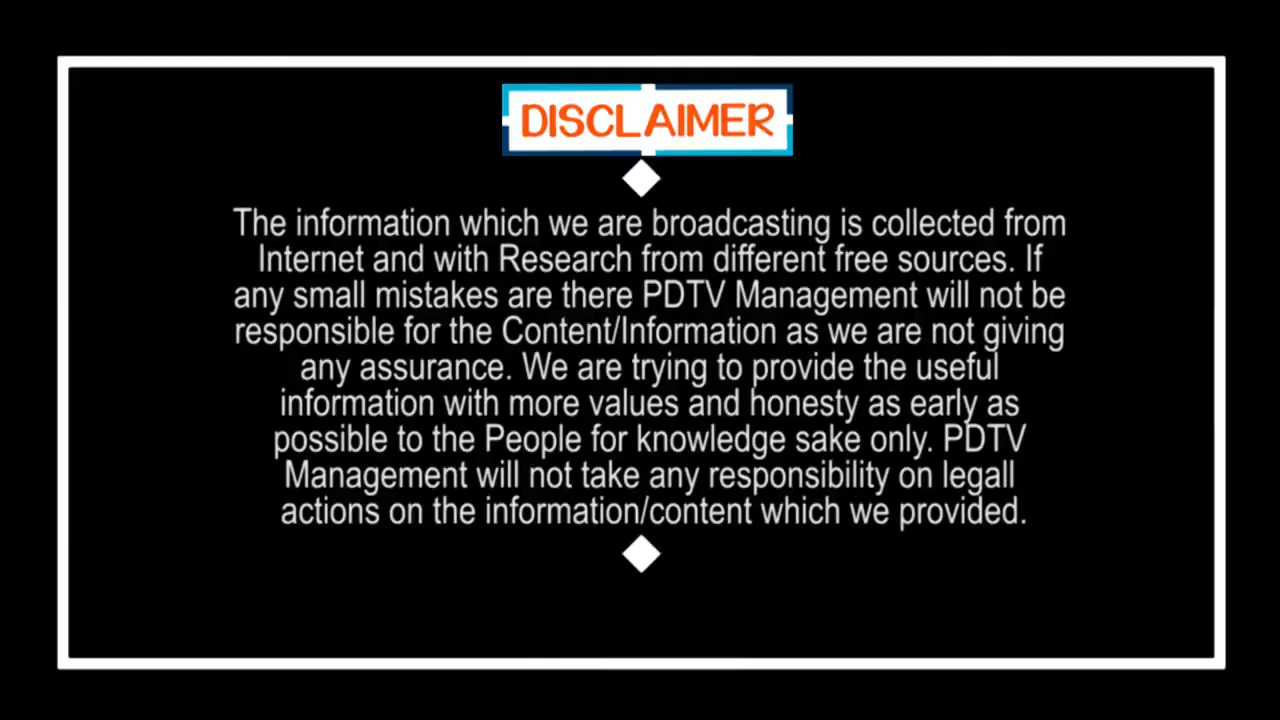 DISCLAIMER
The information which we are broadcasting is collected from
Internet and with Research from different free sources. If
any small mistakes are there PDTV Management will not be
responsible for the Content/Information as we are not giving
any assurance. We are trying to provide the useful
information with more values and honesty as early as
possible to the People for knowledge sake only. PDTV
Management will not take any responsibility on legall
actions on the information/content which we provided.